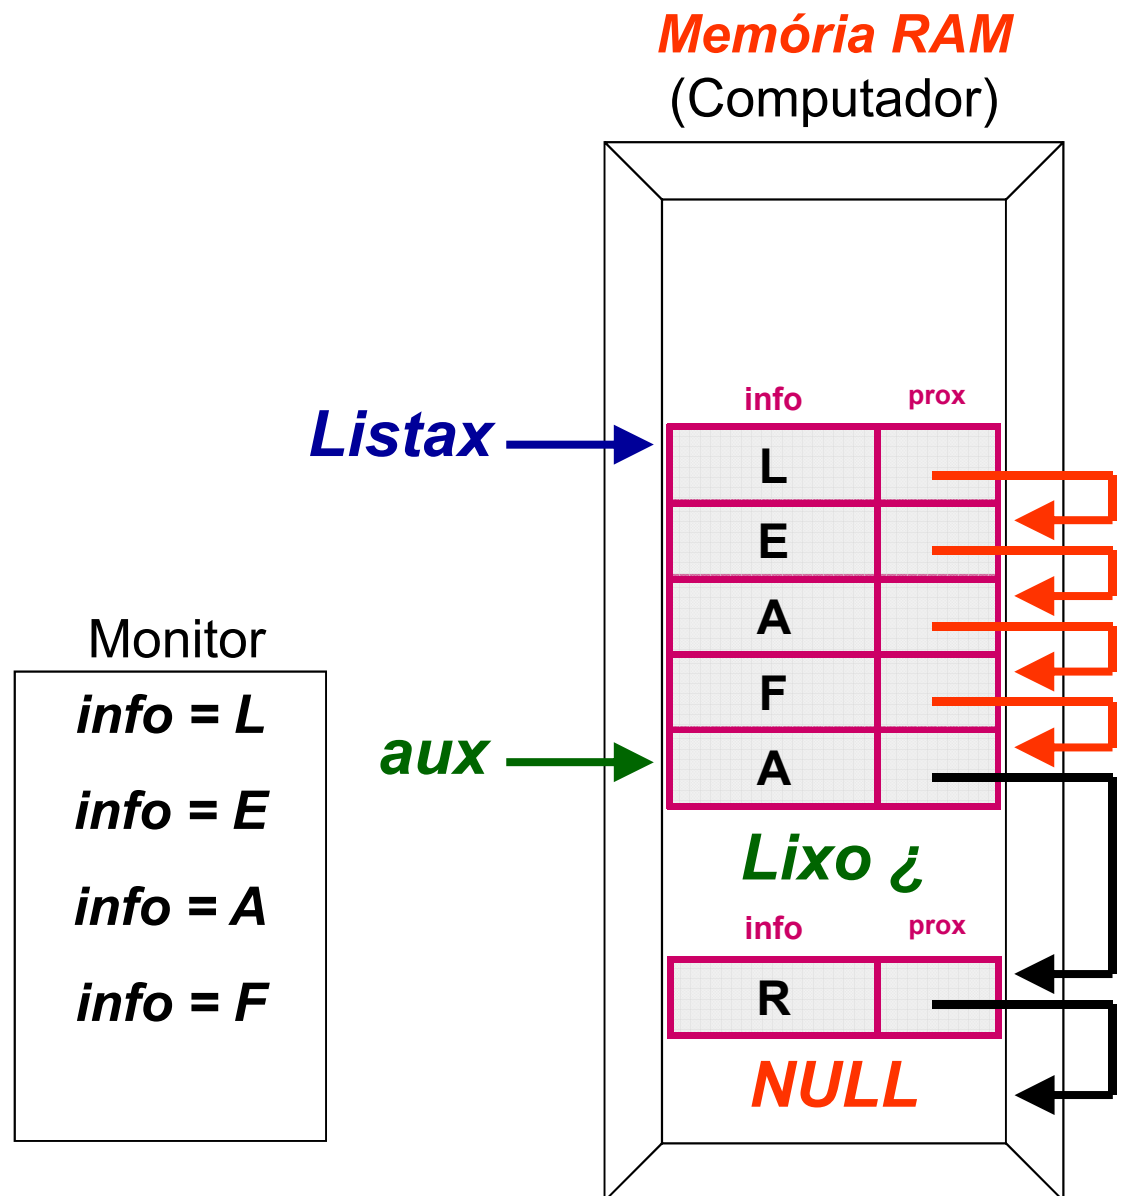 Memória RAM
(Computador)
info prox
Listax
L
E
A
F
aux
A
Lixo ¿
info prox
R
NULL
Monitor
info = L
info = E
info = A
info = F